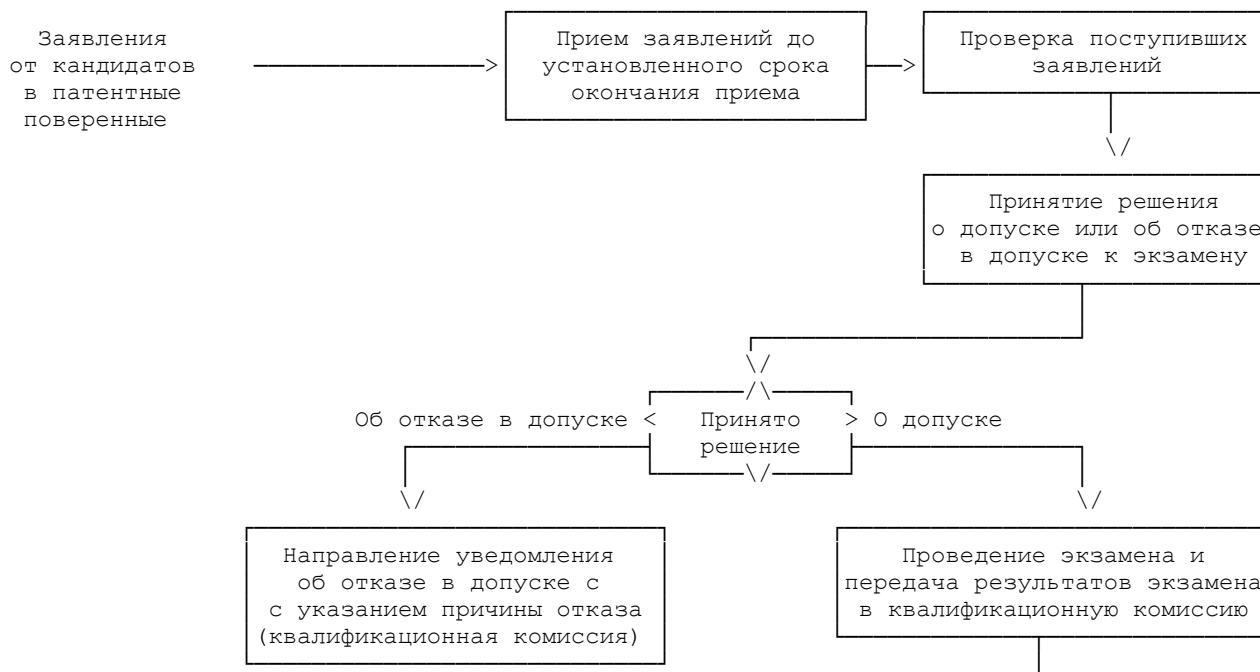 Заявления
от кандидатов
в патентные
поверенные
Прием заявлений до
установленного срока
окончания приема
Проверка поступивших
заявлений
Принятие решения
о допуске или об отказе
в допуске к экзамену
Об отказе в допуске <
Принято
решение
> О допуске
Направление уведомления
об отказе в допуске с
с указанием причины отказа
(квалификационная комиссия)
Проведение экзамена и
передача результатов экзамена
в квалификационную комиссию